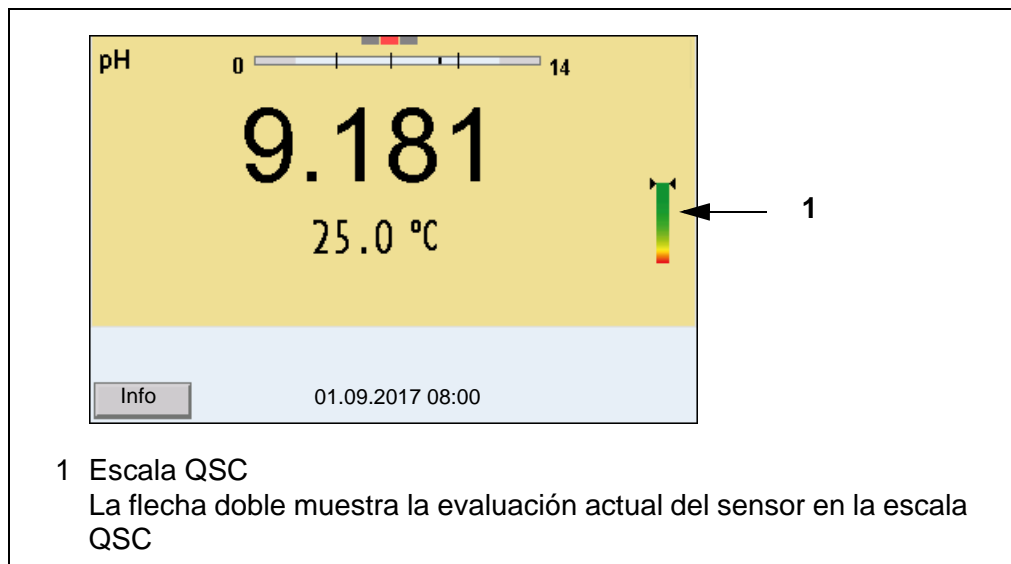 pH
0
14
9.181
25.0 °C
1
Info
01.09.2017 08:00
1 Escala QSC
La flecha doble muestra la evaluación actual del sensor en la escala
QSC